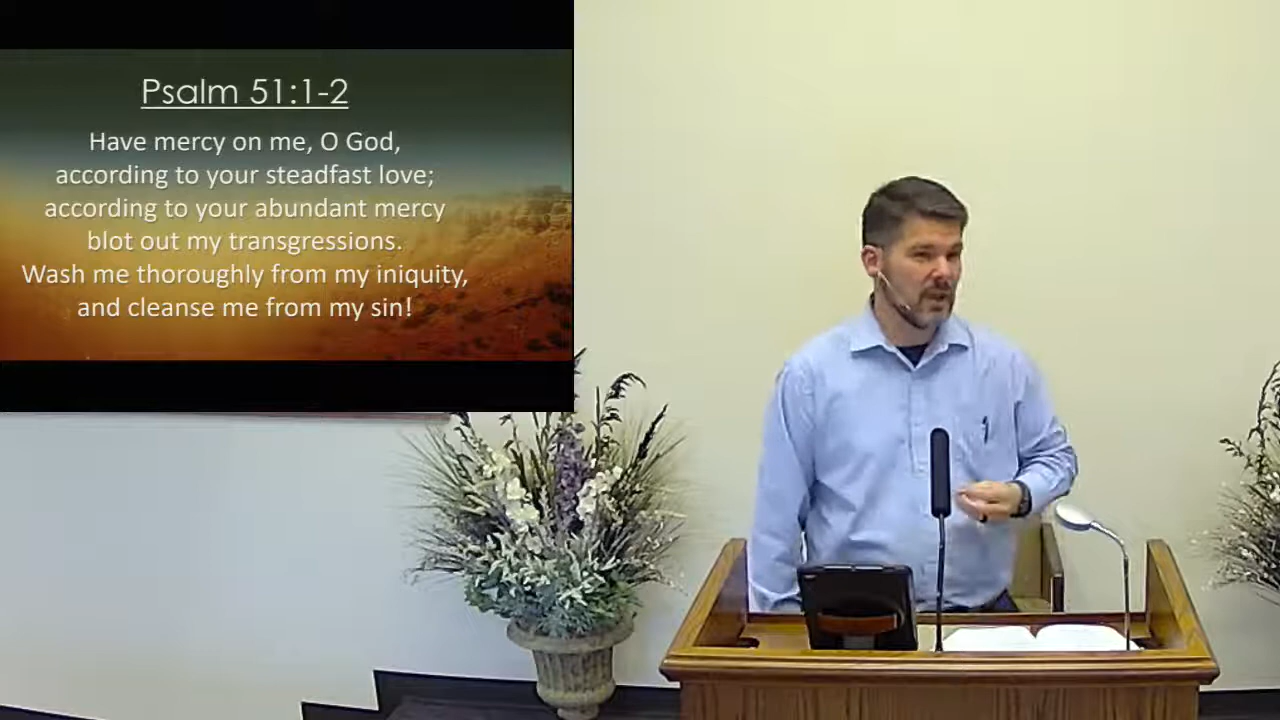 Psalm 51:1-2
Have mercy on me, O God,
according to your steadfast love;
according to your abundant mercy
blot out my transgressions.
Wash me thoroughly from my iniquity,
and cleanse me from my sin!